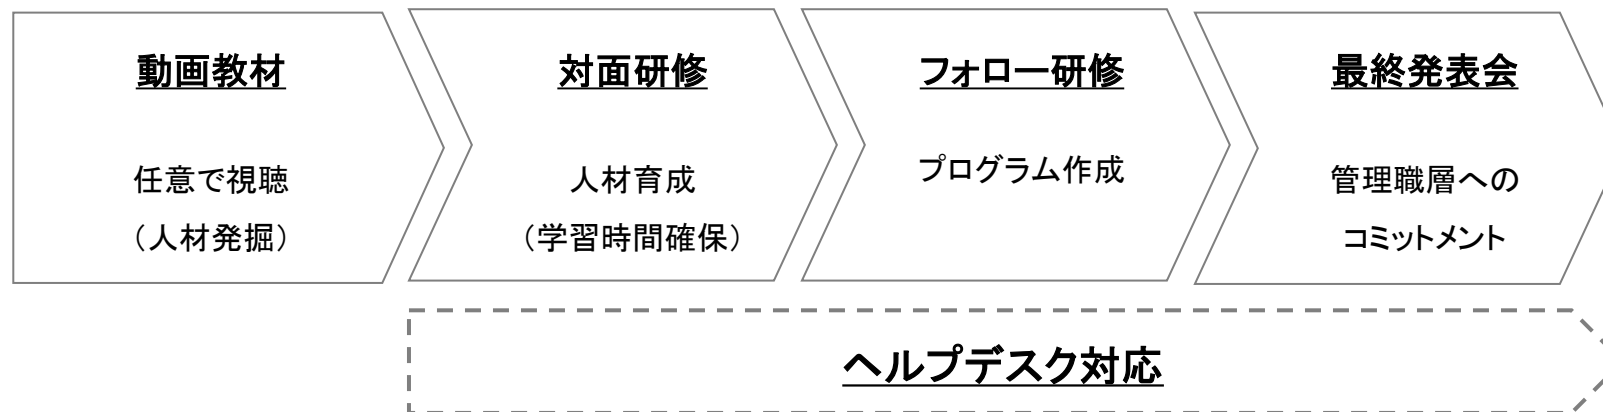 動画教材
任意で視聴
（人材発掘）
対面研修
人材育成
（学習時間確保）
フォロー研修
プログラム作成
最終発表会
管理職層への
コミットメント
ヘルプデスク対応